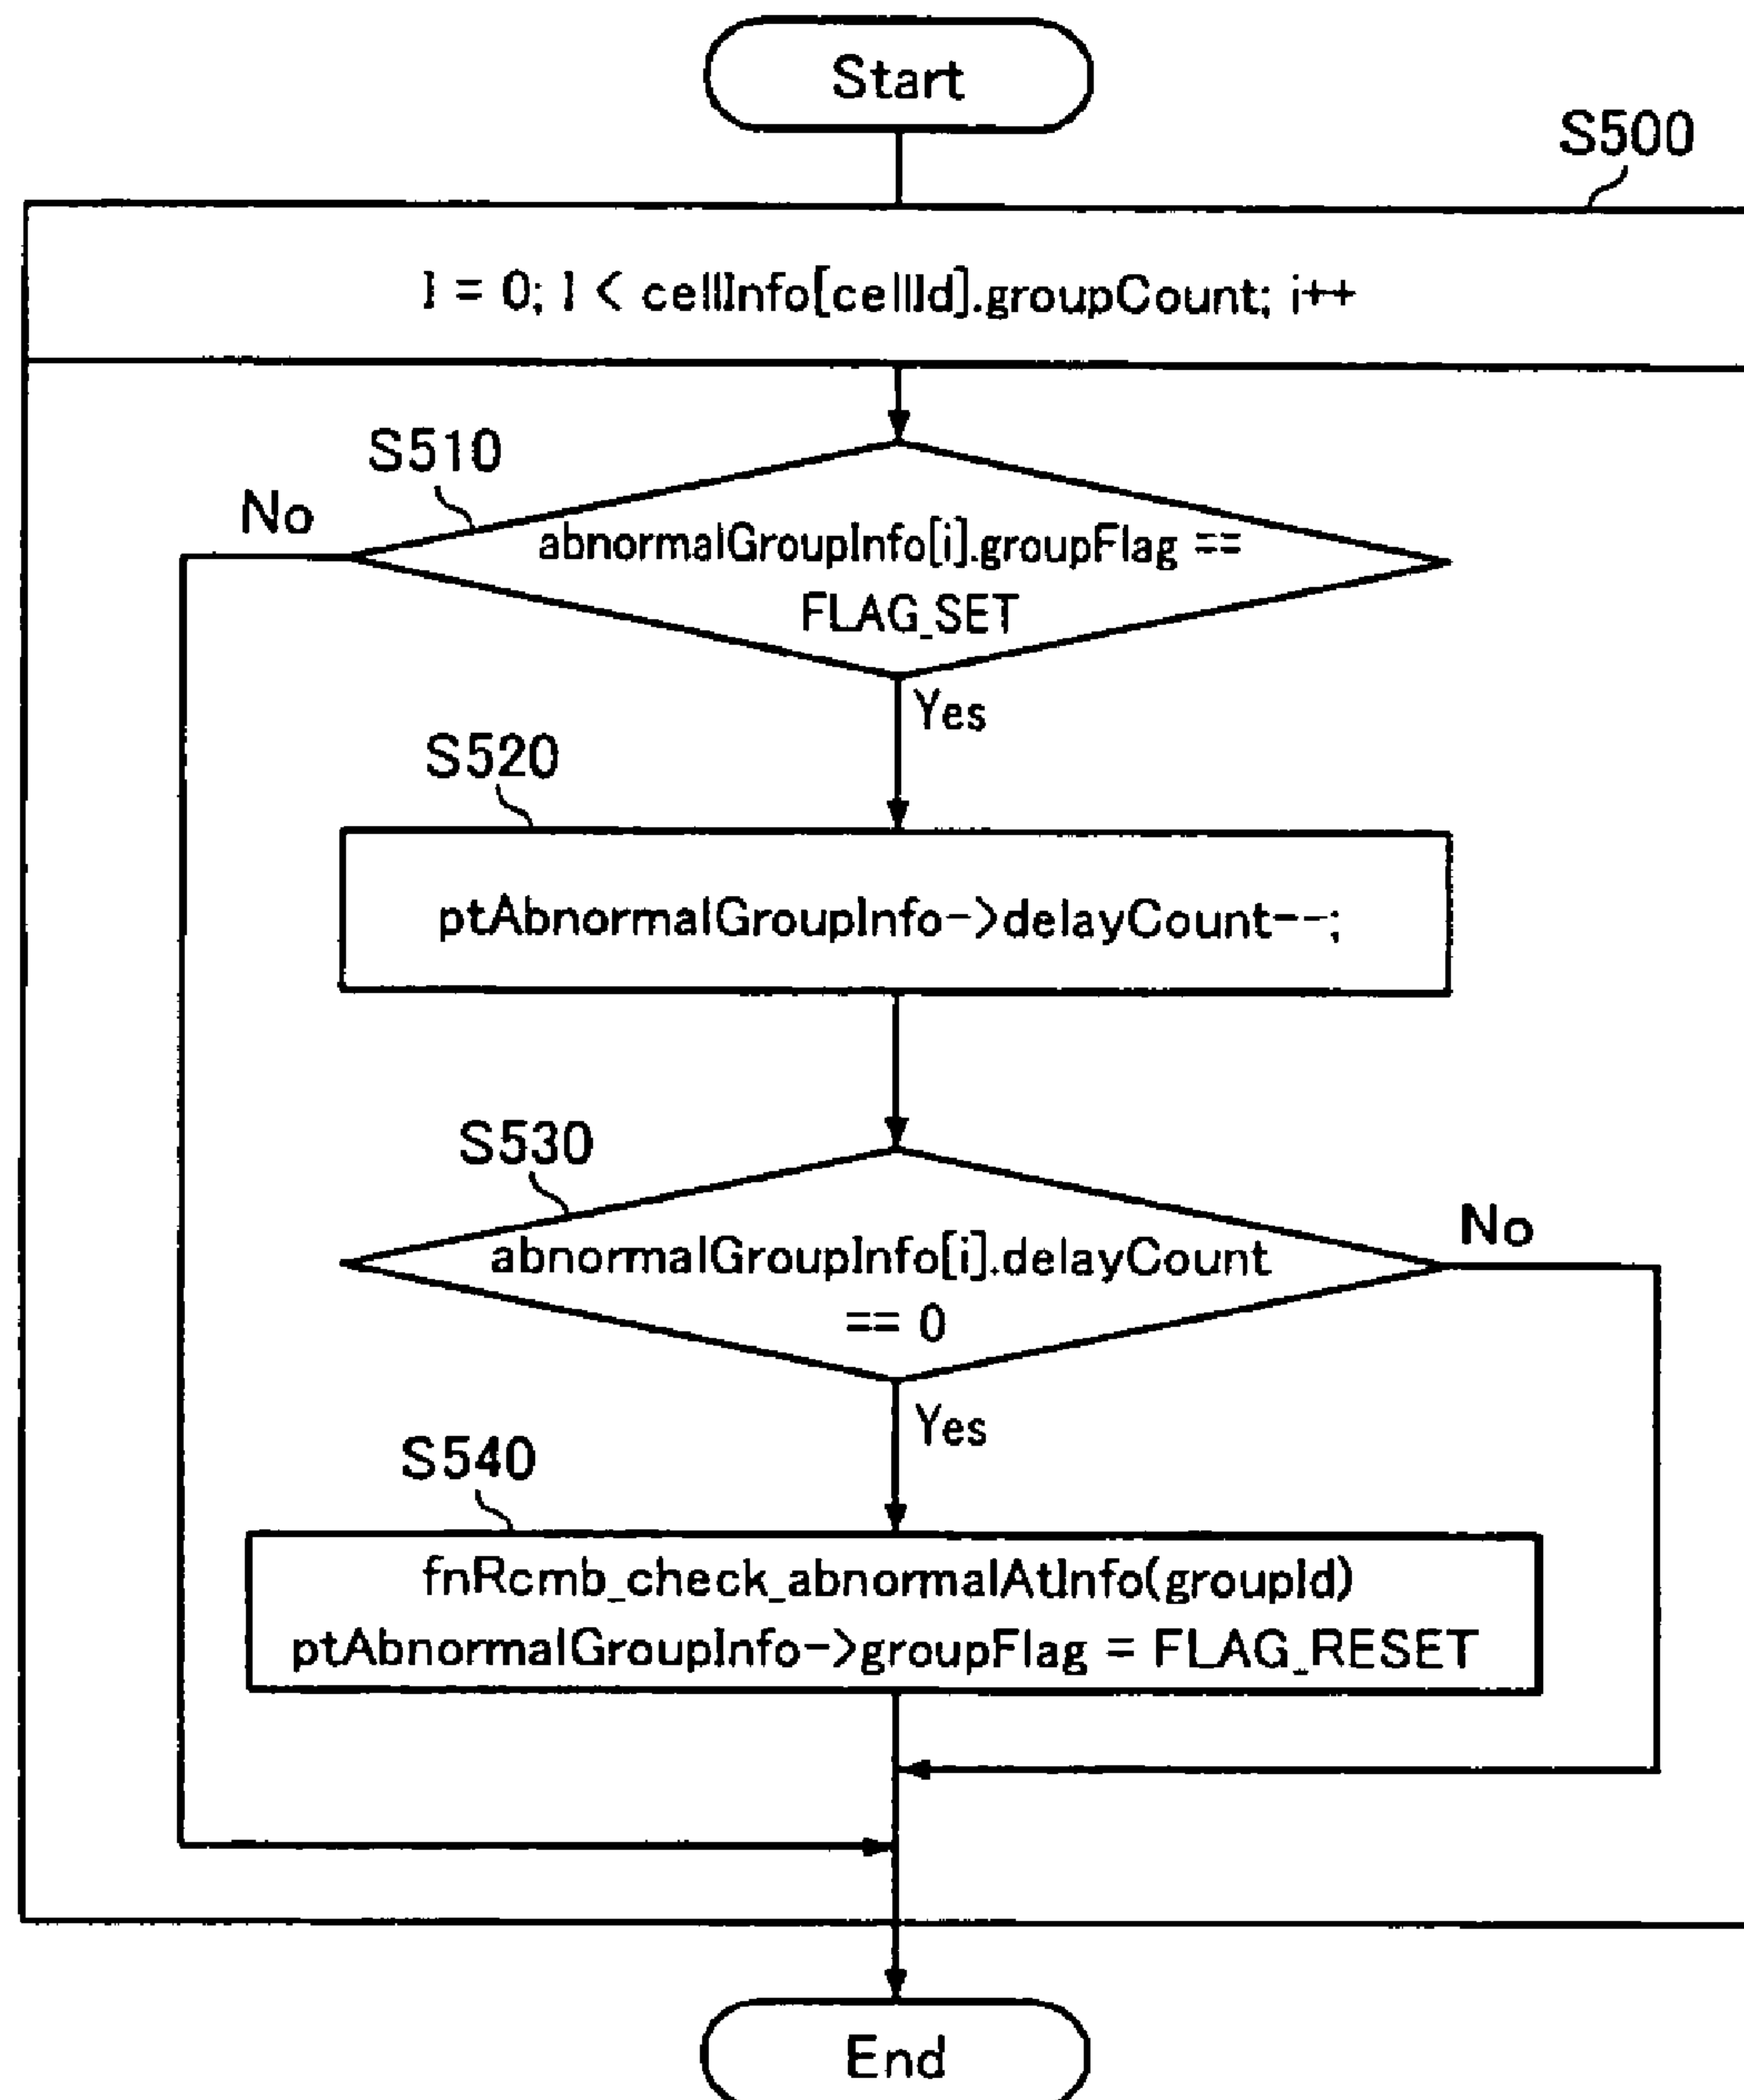 Start
S500
I = 0; I < cellInfo[cellId].groupCount; i++
S510
No
abnormalGroupInfo[i].groupFlag ==
FLAG_SET
Yes
S520
ptAbnormalGroupInfo->delayCount--;
S530
No
abnormalGroupInfo[i].delayCount
== 0
Yes
S540
fnRcmb_check_abnormalAtInfo(groupId)
ptAbnormalGroupInfo->groupFlag = FLAG_RESET
End